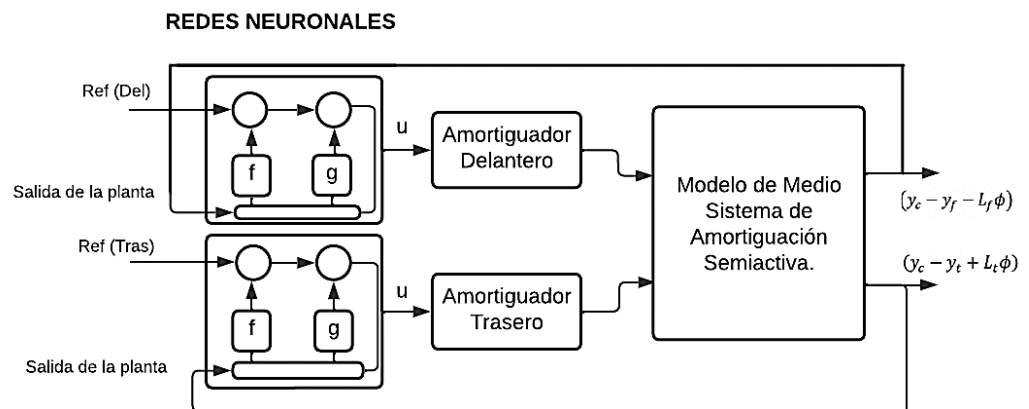 REDES NEURONALES
Ref (Del)
f
g
Salida de la planta
u
Amortiguador
Delantero
Modelo de Medio
Sistema de
Amortiguación
Semiactiva.
(y_c − y_f − L_f ϕ)
Ref (Tras)
f
g
Salida de la planta
u
Amortiguador
Trasero
(y_c − y_t + L_t ϕ)